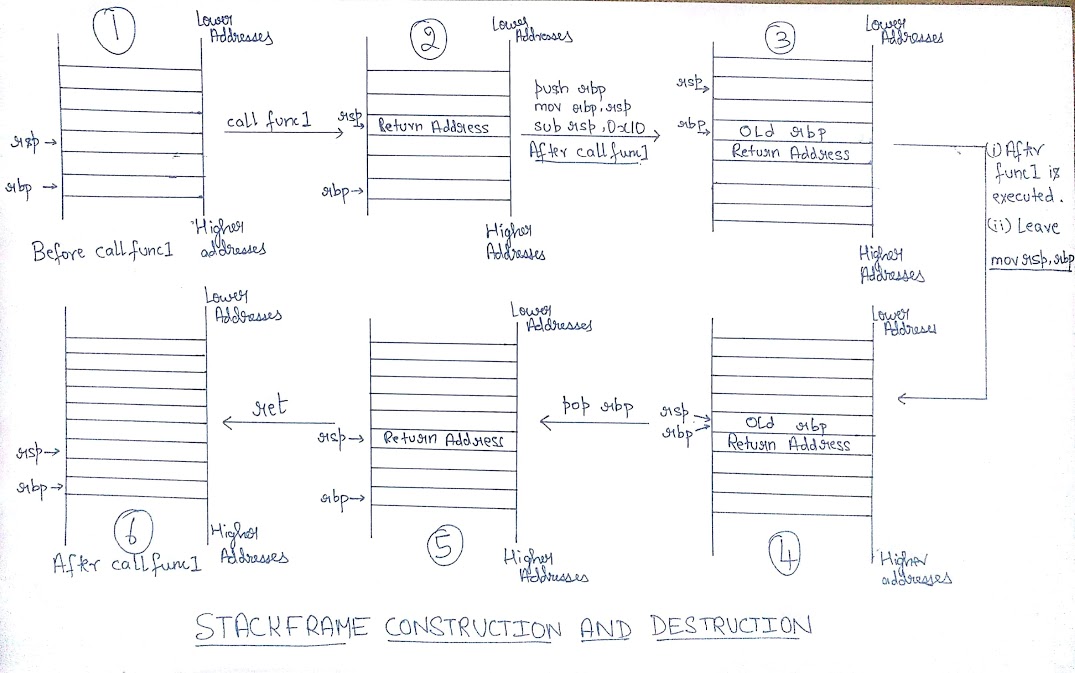 1
Lower
Addresses
rsp →
rbp →
Higher
addresses
Before call func1
call func1
2
Lower
Addresses
rsp
Return Address
rbp →
Higher
Addresses
push rbp
mov rbp, rsp
sub rsp, 0x10
After call func1
3
Lower
Addresses
rsp
rbp
Old rbp
Return Address
Higher
Addresses
(i) After
func1 is
executed.
(ii) Leave
mov rsp, rbp
4
Lower
Addresses
rsp
rbp
Old rbp
Return Address
Higher
addresses
pop rbp
5
Lower
Addresses
rsp →
Return Address
rbp →
Higher
Addresses
ret
6
Lower
Addresses
rsp →
rbp →
Higher
Addresses
After call func1
STACKFRAME CONSTRUCTION AND DESTRUCTION